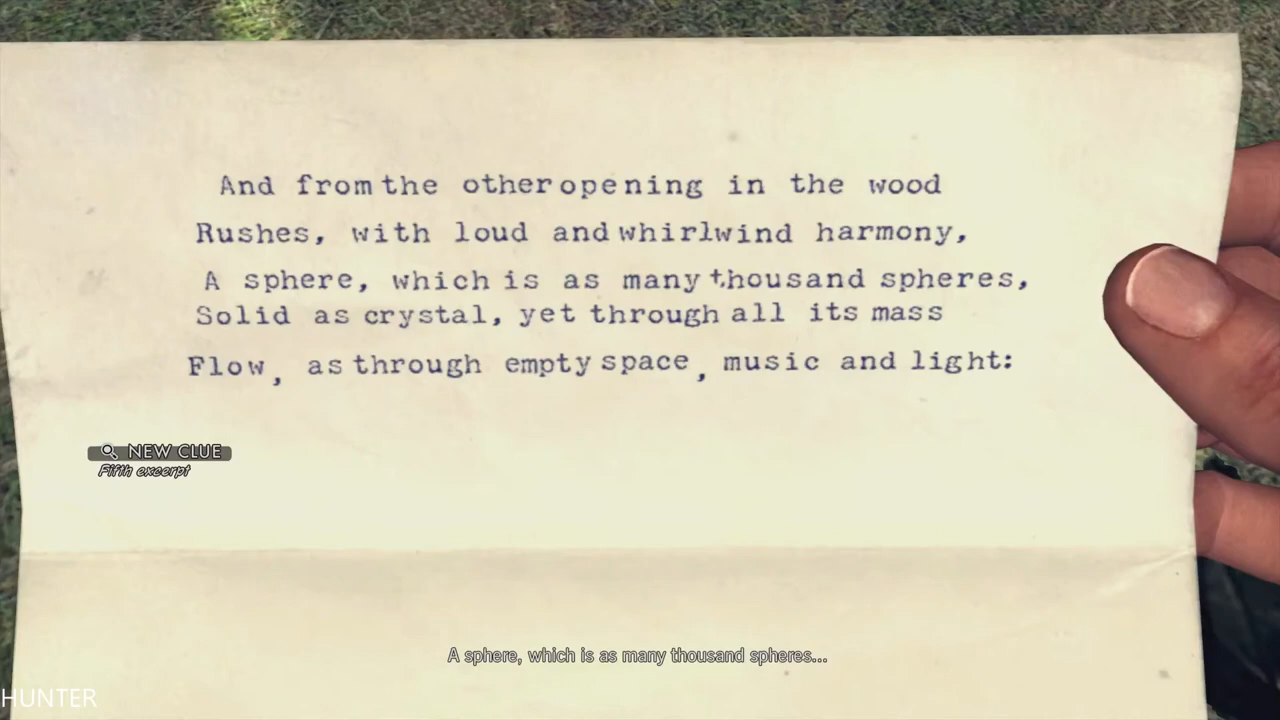 And from the other opening in the wood
Rushes, with loud and whirlwind harmony,
A sphere, which is as many thousand spheres,
Solid as crystal, yet through all its mass
Flow, as through empty space, music and light:
NEW CLUE
Fifth excerpt
A sphere, which is as many thousand spheres...
HUNTER